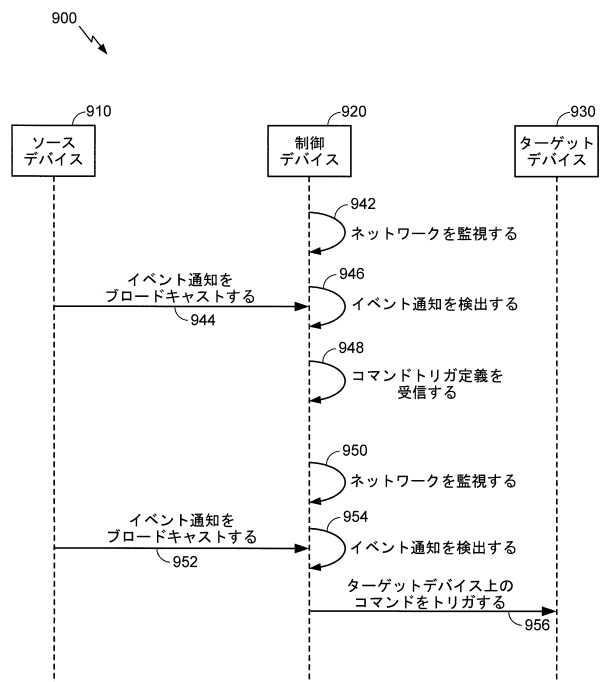 900
910
920
930
ソース
デバイス
制御
デバイス
ターゲット
デバイス
942
ネットワークを監視する
イベント通知を
ブロードキャストする
944
946
イベント通知を検出する
948
コマンドトリガ定義を
受信する
950
ネットワークを監視する
イベント通知を
ブロードキャストする
952
954
イベント通知を検出する
ターゲットデバイス上の
コマンドをトリガする
956